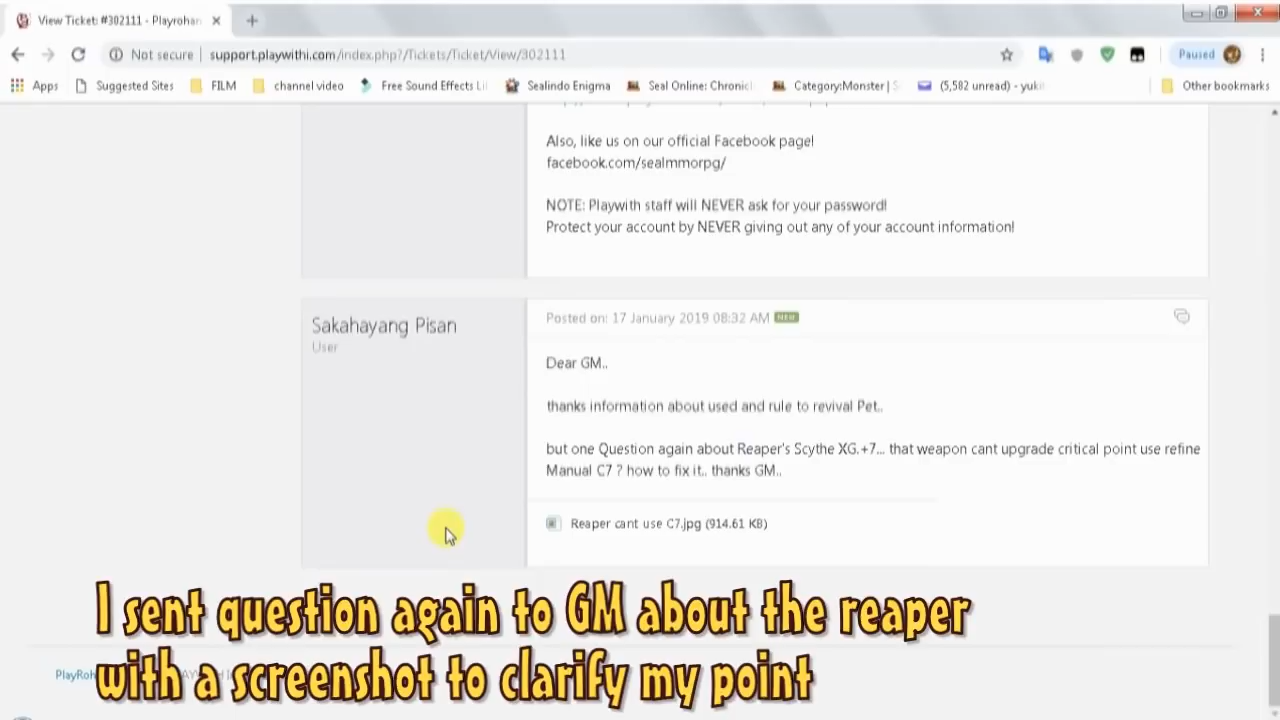 View Ticket: #302111 - Playrohan
Not secure | support.playwithi.com/index.php?/Tickets/Ticket/View/302111
Paused
Apps Suggested Sites FILM channel video Free Sound Effects Li Sealindo Enigma Seal Online: Chronicl Category:Monster | S (5,582 unread) - yukit Other bookmarks
Also, like us on our official Facebook page!
facebook.com/sealmmorpg/
NOTE: Playwith staff will NEVER ask for your password!
Protect your account by NEVER giving out any of your account information!
Sakahayang Pisan
User
Posted on: 17 January 2019 08:32 AM NEW
Dear GM..
thanks information about used and rule to revival Pet..
but one Question again about Reaper's Scythe XG.+7... that weapon cant upgrade critical point use refine
Manual C7 ? how to fix it.. thanks GM..
Reaper cant use C7.jpg (914.61 KB)
I sent question again to GM about the reaper
with a screenshot to clarify my point
PlayRoh